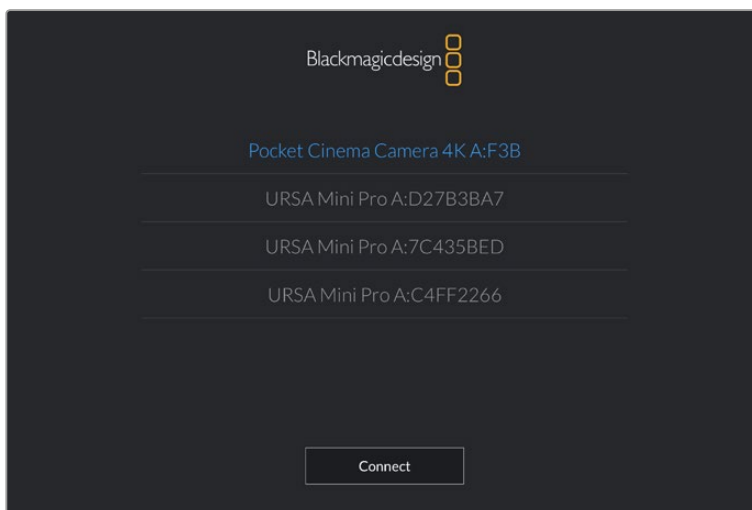 Blackmagicdesign
Pocket Cinema Camera 4K A:F3B
URSA Mini Pro A:D27B3BA7
URSA Mini Pro A:7C435BED
URSA Mini Pro A:C4FF2266
Connect